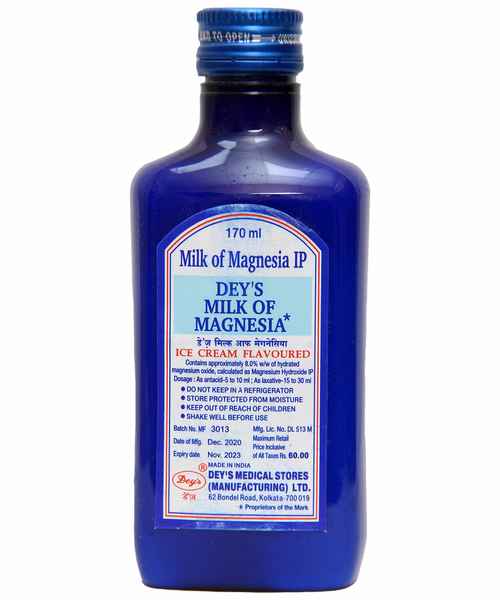 TO OPEN
170 ml
Milk of Magnesia IP
DEY'S
MILK OF
MAGNESIA*
डे'ज़ मिल्क आफ मेगनेसिया
ICE CREAM FLAVOURED
Contains approximately 8.0% w/w of hydrated
magnesium oxide, calculated as Magnesium Hydroxide IP
Dosage : As antacid-5 to 10 ml ; As laxative-15 to 30 ml
• DO NOT KEEP IN A REFRIGERATOR
• STORE PROTECTED FROM MOISTURE
• KEEP OUT OF REACH OF CHILDREN
• SHAKE WELL BEFORE USE
Batch No. MF 3013 Mfg. Lic. No. DL 513 M
Date of Mfg. Dec. 2020 Maximum Retail
Price Inclusive
Expiry date Nov. 2023 of All Taxes Rs. 60.00
MADE IN INDIA
® Dey's DEY'S MEDICAL STORES
(MANUFACTURING) LTD.
डे'ज़ 62 Bondel Road, Kolkata-700 019
* Proprietors of the Mark